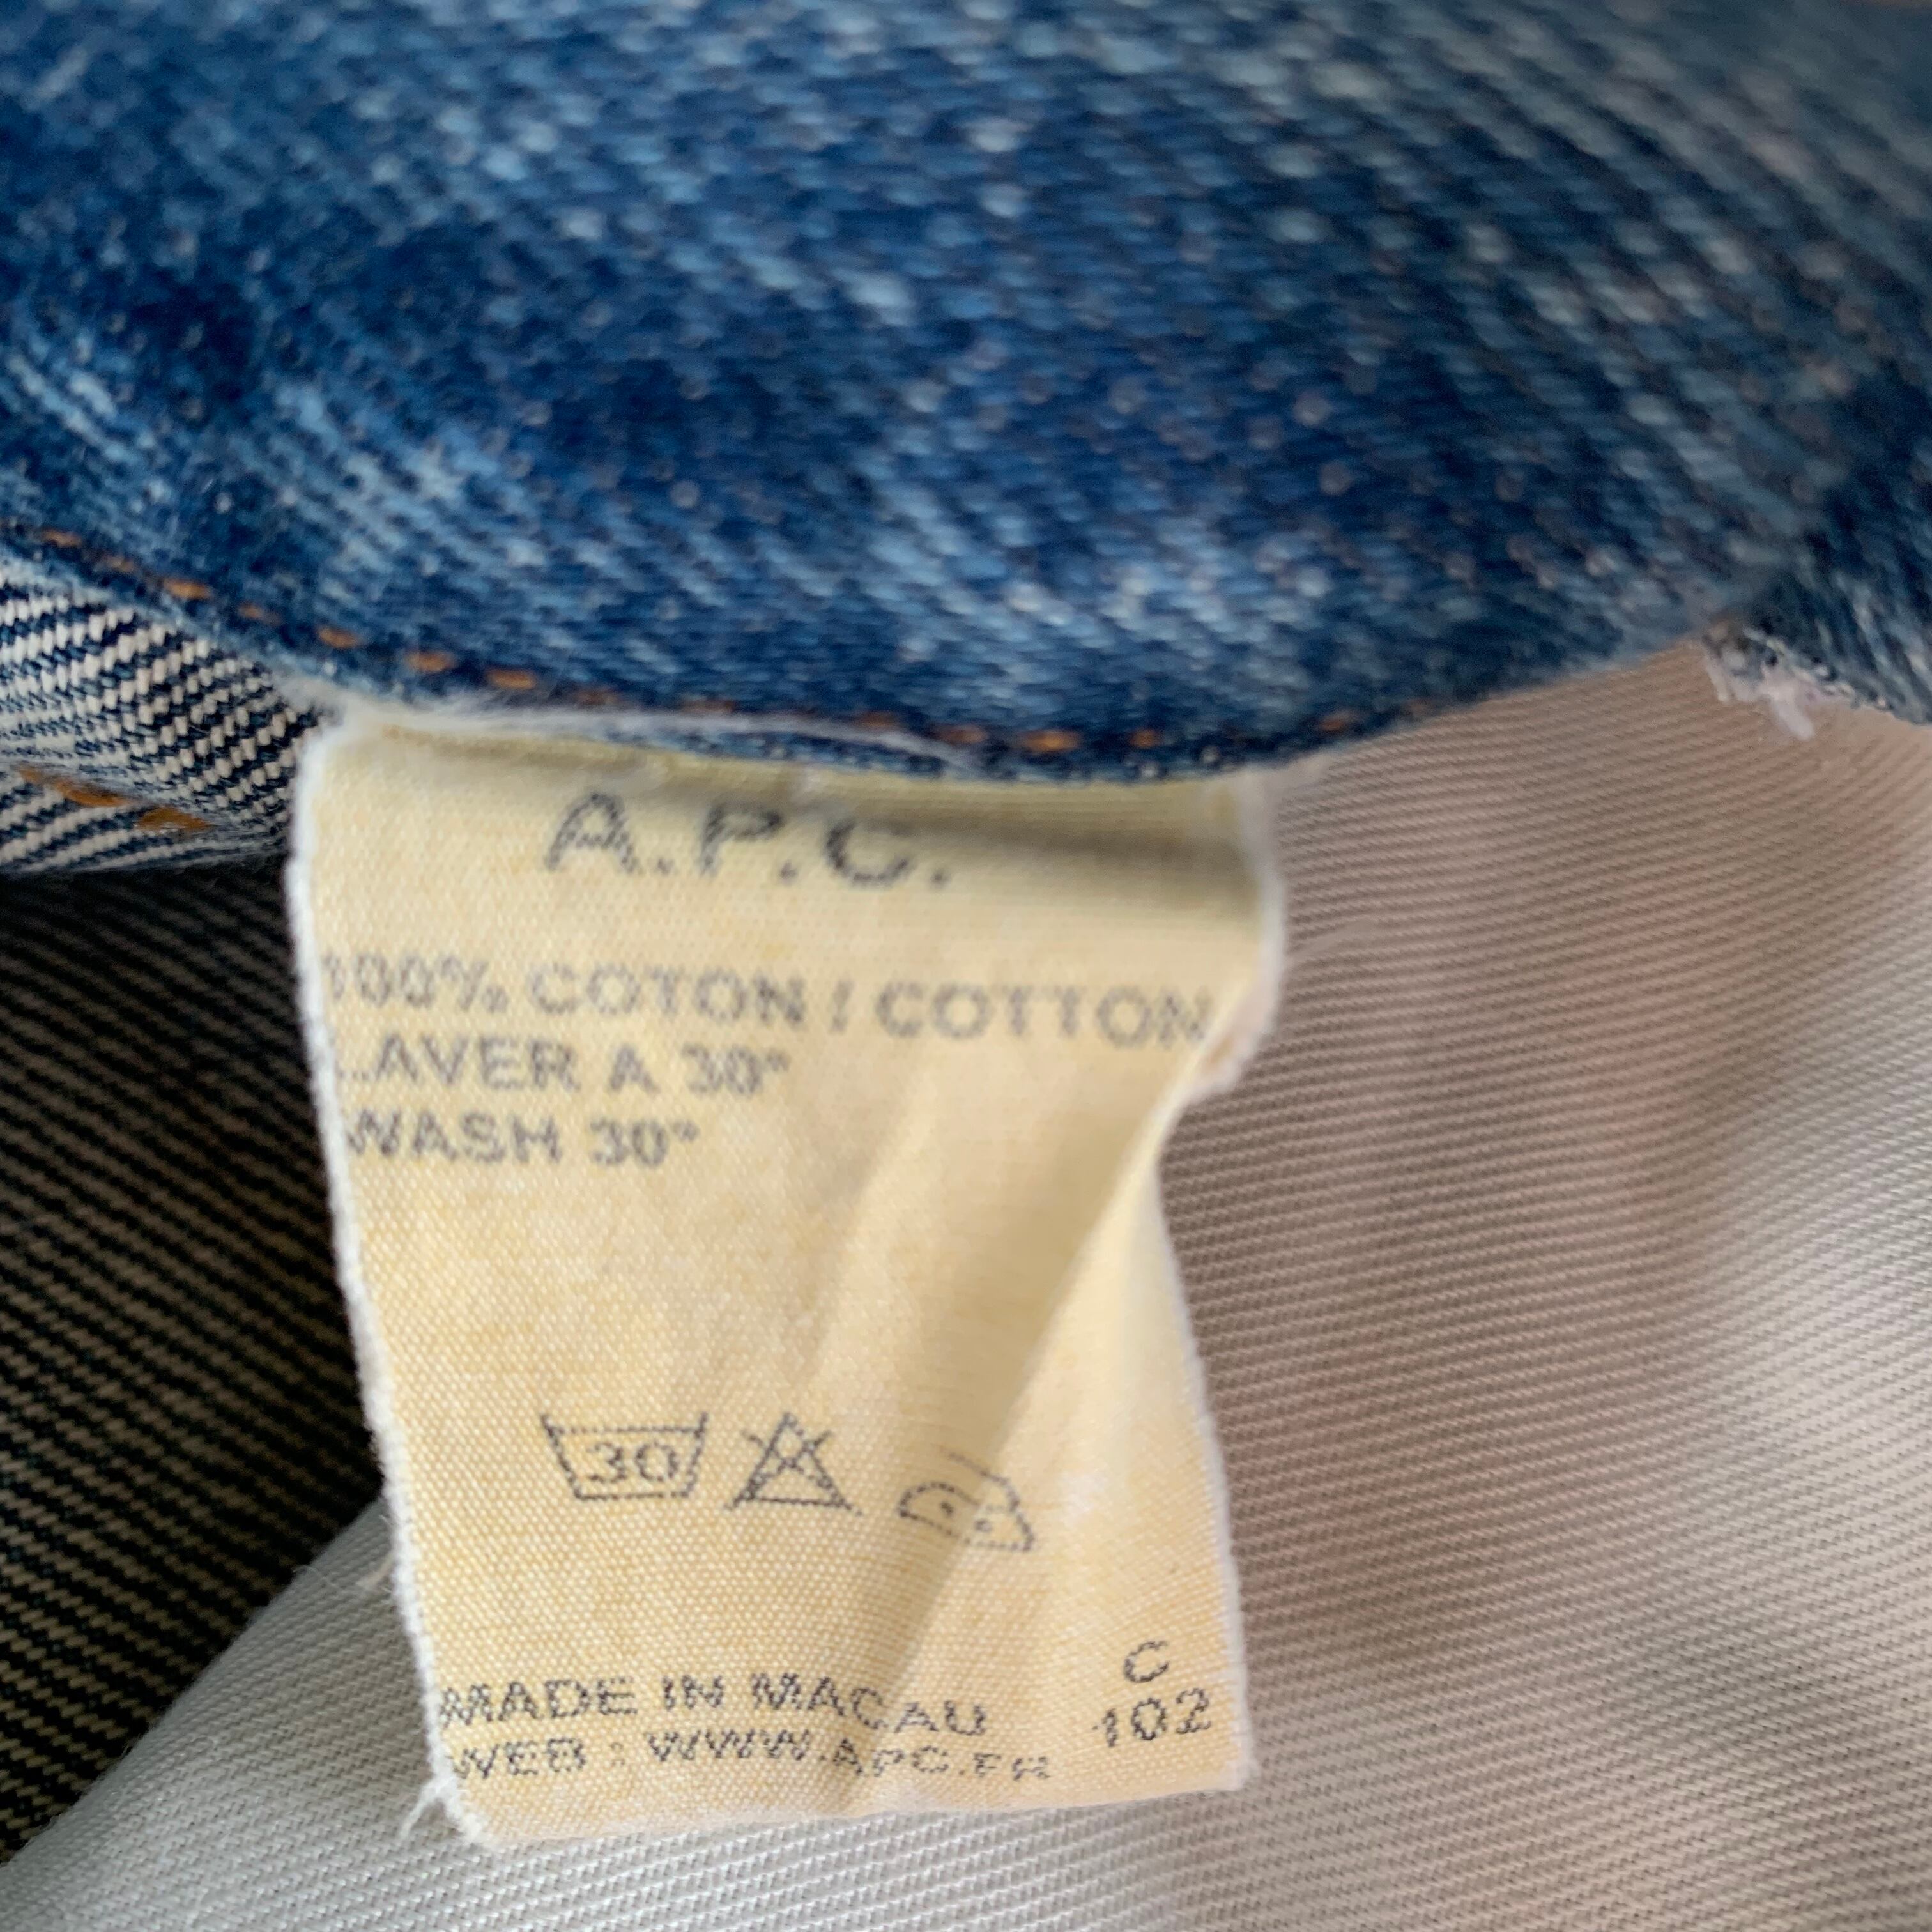 A.P.C.
100% COTON / COTTON
LAVER A 30°
WASH 30°
30
C
MADE IN MACAU 102
WEB : WWW.APC.FR